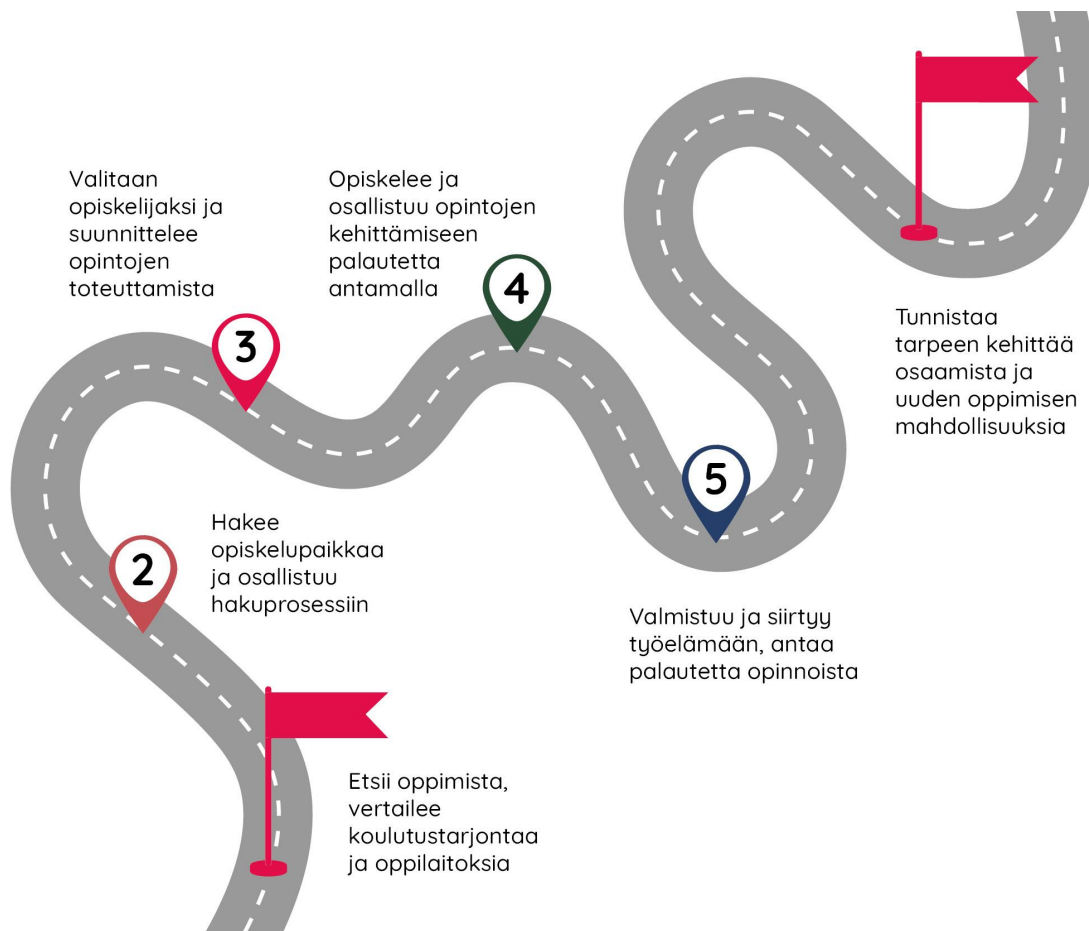 Valitaan
opiskelijaksi ja
suunnittelee
opintojen
toteuttamista
3
Opiskelee ja
osallistuu opintojen
kehittämiseen
palautetta
antamalla
4
Tunnistaa
tarpeen kehittää
osaamista ja
uuden oppimisen
mahdollisuuksia
5
Valmistuu ja siirtyy
työelämään, antaa
palautetta opinnoista
2
Hakee
opiskelupaikkaa
ja osallistuu
hakuprosessiin
Etsii oppimista,
vertailee
koulutustarjontaa
ja oppilaitoksia